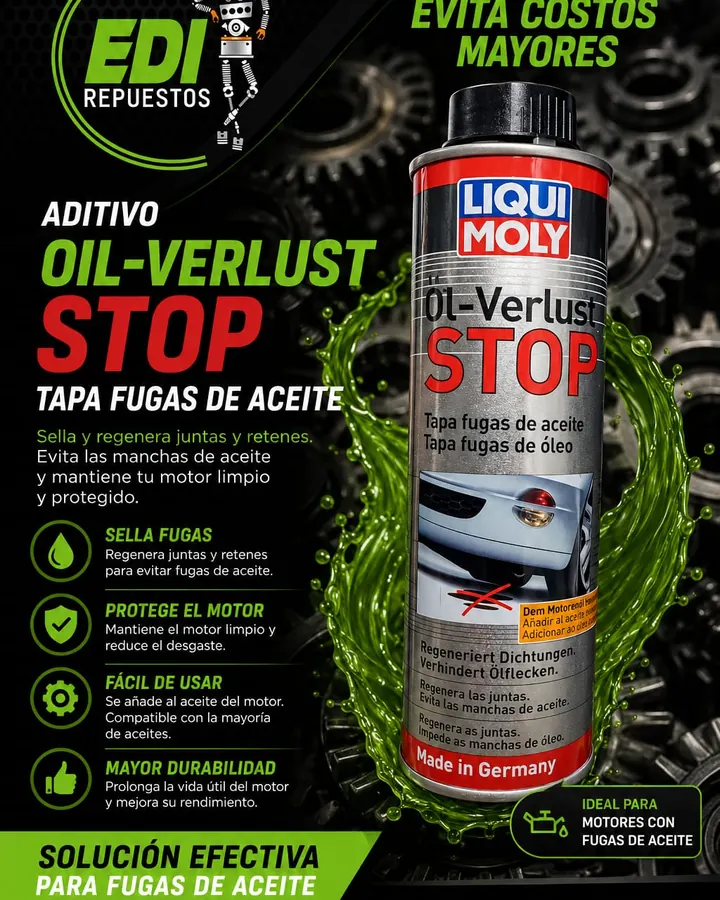 EVITA COSTOS
MAYORES
EDI
REPUESTOS
ADITIVO
OIL-VERLUST
STOP
TAPA FUGAS DE ACEITE
Sella y regenera juntas y retenes.
Evita las manchas de aceite
y mantiene tu motor limpio
y protegido.
SELLA FUGAS
Regenera juntas y retenes
para evitar fugas de aceite.
PROTEGE EL MOTOR
Mantiene el motor limpio y
reduce el desgaste.
FÁCIL DE USAR
Se añade al aceite del motor.
Compatible con la mayoría
de aceites.
MAYOR DURABILIDAD
Prolonga la vida útil del motor
y mejora su rendimiento.
SOLUCIÓN EFECTIVA
PARA FUGAS DE ACEITE
LIQUI
MOLY
Öl-Verlust
STOP
Tapa fugas de aceite
Tapa fugas de óleo
Dem Motorenöl
Añadir al aceite
Adicionar ao
Regeneriert Dichtungen.
Verhindert Ölflecken.
Regenera las juntas.
Evita las manchas de aceite.
Regenera as juntas.
Impede as manchas de óleo.
Made in Germany
IDEAL PARA
MOTORES CON
FUGAS DE ACEITE